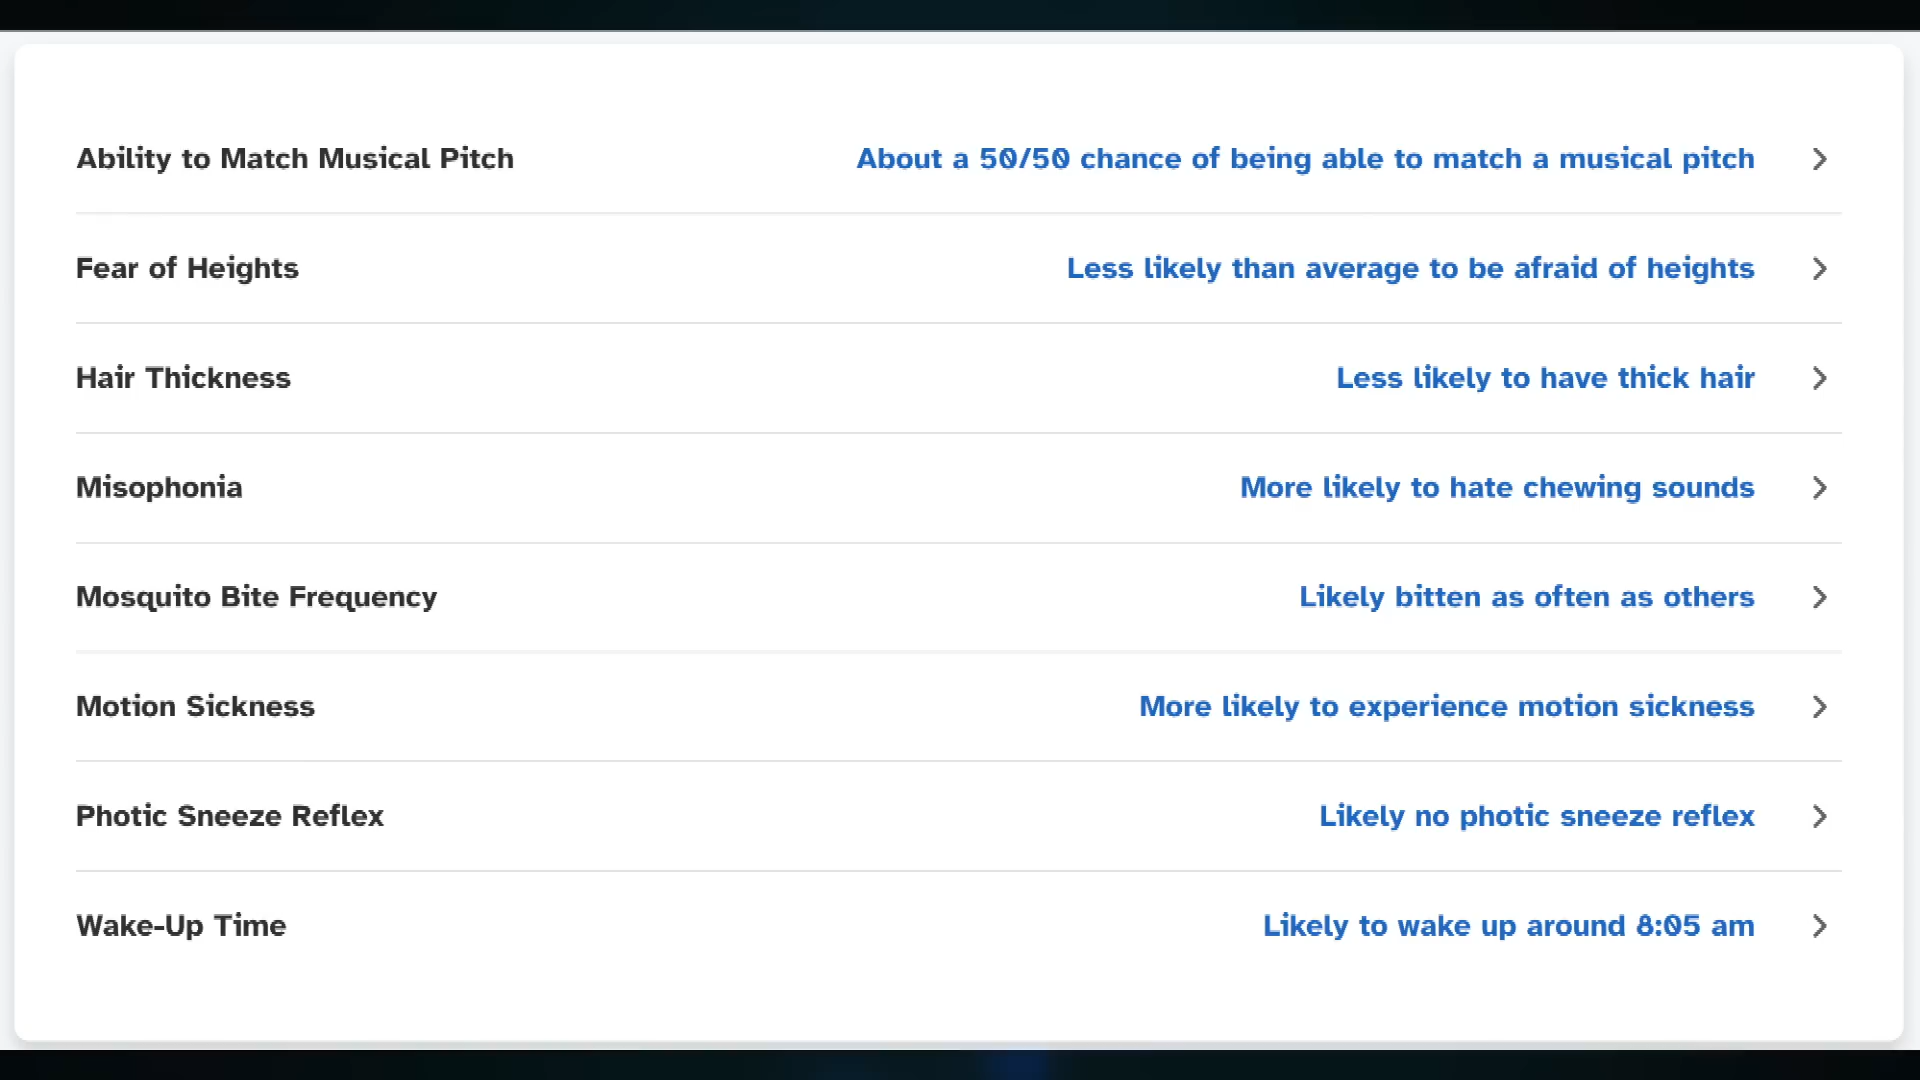 Ability to Match Musical Pitch About a 50/50 chance of being able to match a musical pitch
Fear of Heights Less likely than average to be afraid of heights
Hair Thickness Less likely to have thick hair
Misophonia More likely to hate chewing sounds
Mosquito Bite Frequency Likely bitten as often as others
Motion Sickness More likely to experience motion sickness
Photic Sneeze Reflex Likely no photic sneeze reflex
Wake-Up Time Likely to wake up around 8:05 am